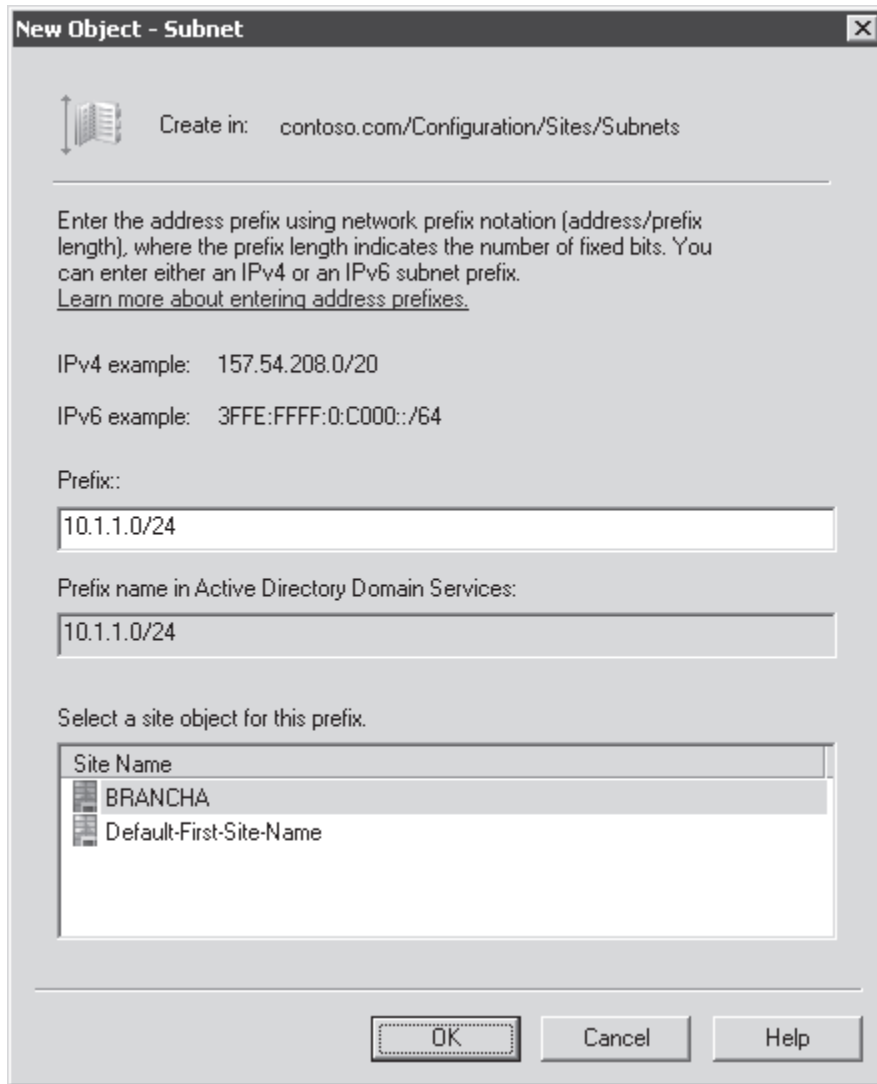 New Object - Subnet
Create in: contoso.com/Configuration/Sites/Subnets
Enter the address prefix using network prefix notation (address/prefix
length), where the prefix length indicates the number of fixed bits. You
can enter either an IPv4 or an IPv6 subnet prefix.
Learn more about entering address prefixes.
IPv4 example: 157.54.208.0/20
IPv6 example: 3FFE:FFFF:0:C000::/64
Prefix::
10.1.1.0/24
Prefix name in Active Directory Domain Services:
10.1.1.0/24
Select a site object for this prefix.
Site Name
BRANCHA
Default-First-Site-Name
OK Cancel Help